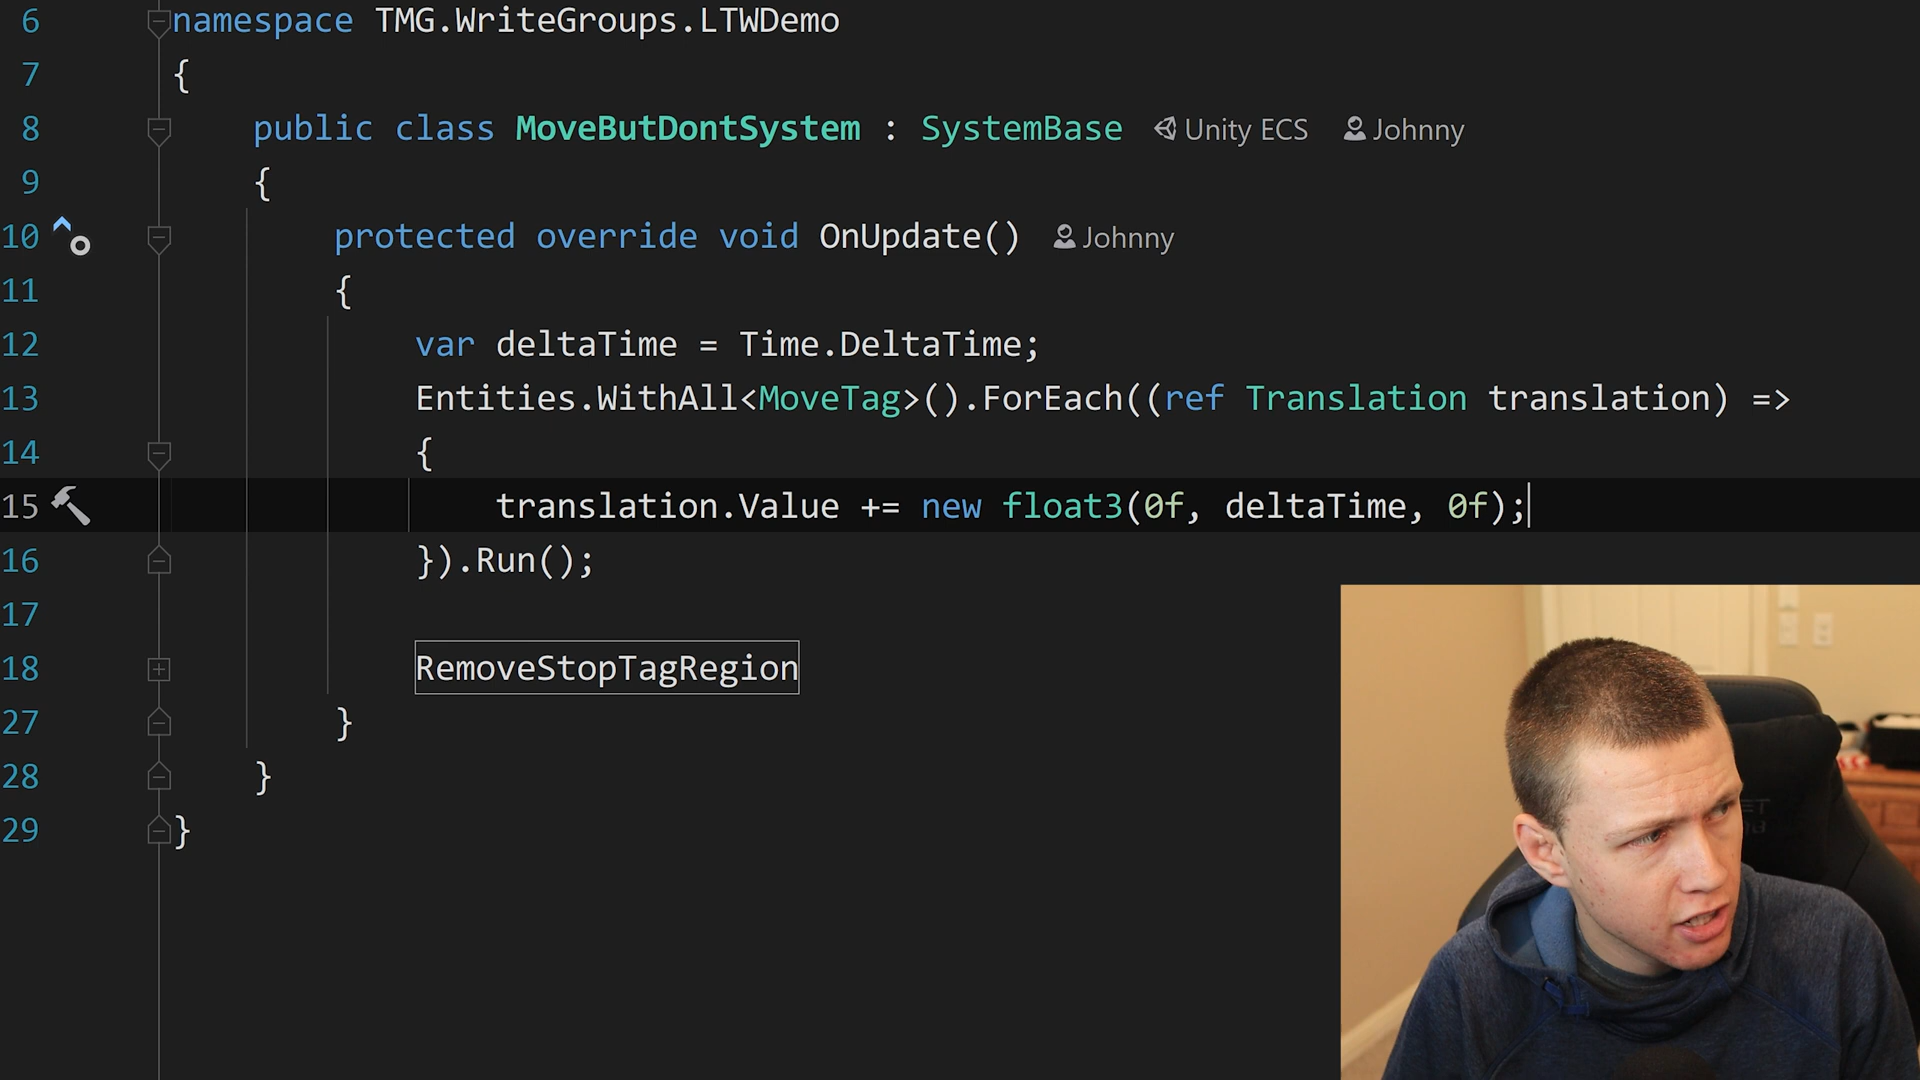 6 namespace TMG.WriteGroups.LTWDemo
7 {
8 public class MoveButDontSystem : SystemBase Unity ECS Johnny
9 {
10 protected override void OnUpdate() Johnny
11 {
12 var deltaTime = Time.DeltaTime;
13 Entities.WithAll<MoveTag>().ForEach((ref Translation translation) =>
14 {
15 translation.Value += new float3(0f, deltaTime, 0f);
16 }).Run();
17
18 RemoveStopTagRegion
27 }
28 }
29 }